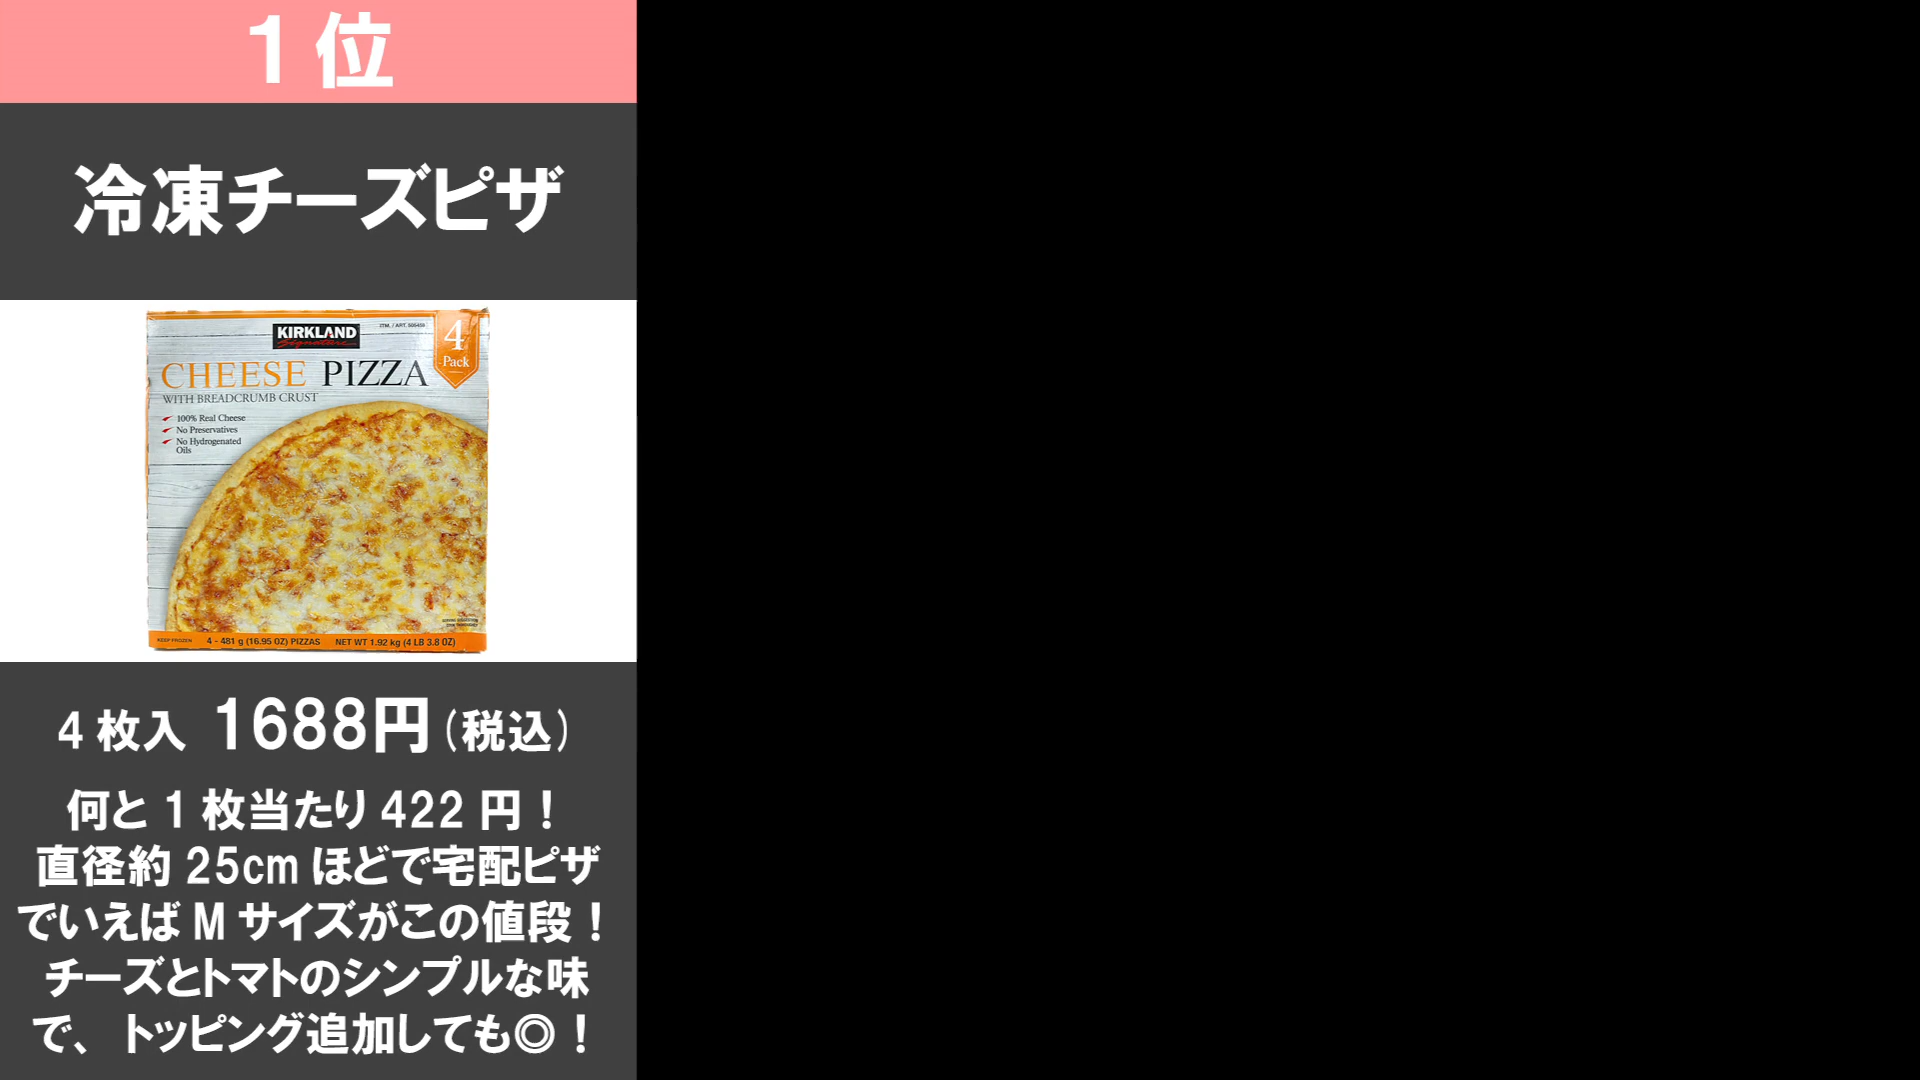 1位
冷凍チーズピザ
KIRKLAND
Signature
ITM. / ART.
4
Pack
CHEESE PIZZA
WITH BREADCRUMB CRUST
100% Real Cheese
No Preservatives
No Hydrogenated
Oils
KEEP FROZEN 4 - 481 g (16.95 OZ) PIZZAS NET WT 1.92 kg (4 LB 3.8 OZ)
4枚入 1688円(税込)
何と1枚当たり422円!
直径約25cmほどで宅配ピザ
でいえばMサイズがこの値段!
チーズとトマトのシンプルな味
で、トッピング追加しても◎!